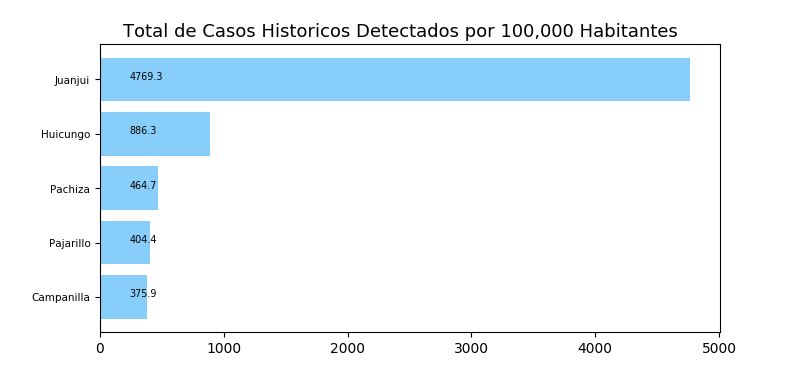 Total de Casos Historicos Detectados por 100,000 Habitantes
Juanjui 4769.3
Huicungo 886.3
Pachiza 464.7
Pajarillo 404.4
Campanilla 375.9
0 1000 2000 3000 4000 5000